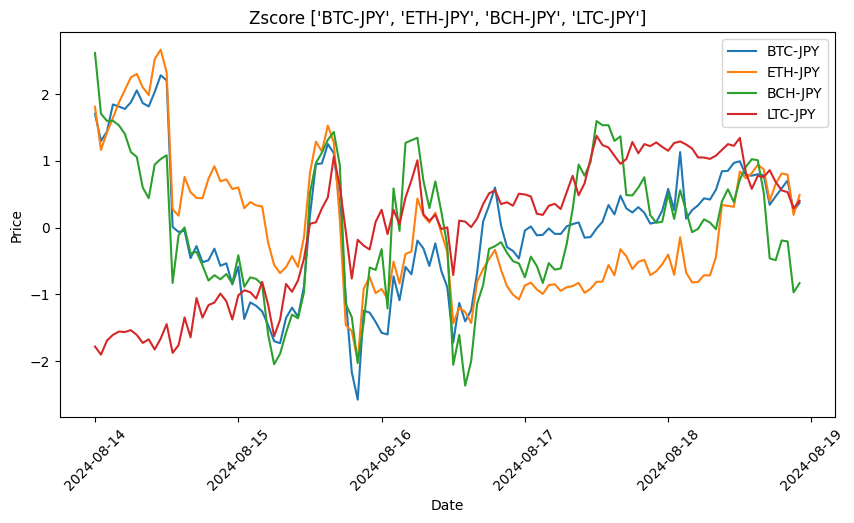 Zscore ['BTC-JPY', 'ETH-JPY', 'BCH-JPY', 'LTC-JPY']
BTC-JPY
ETH-JPY
BCH-JPY
LTC-JPY
Price
2
1
0
−1
−2
2024-08-14
2024-08-15
2024-08-16
2024-08-17
2024-08-18
2024-08-19
Date